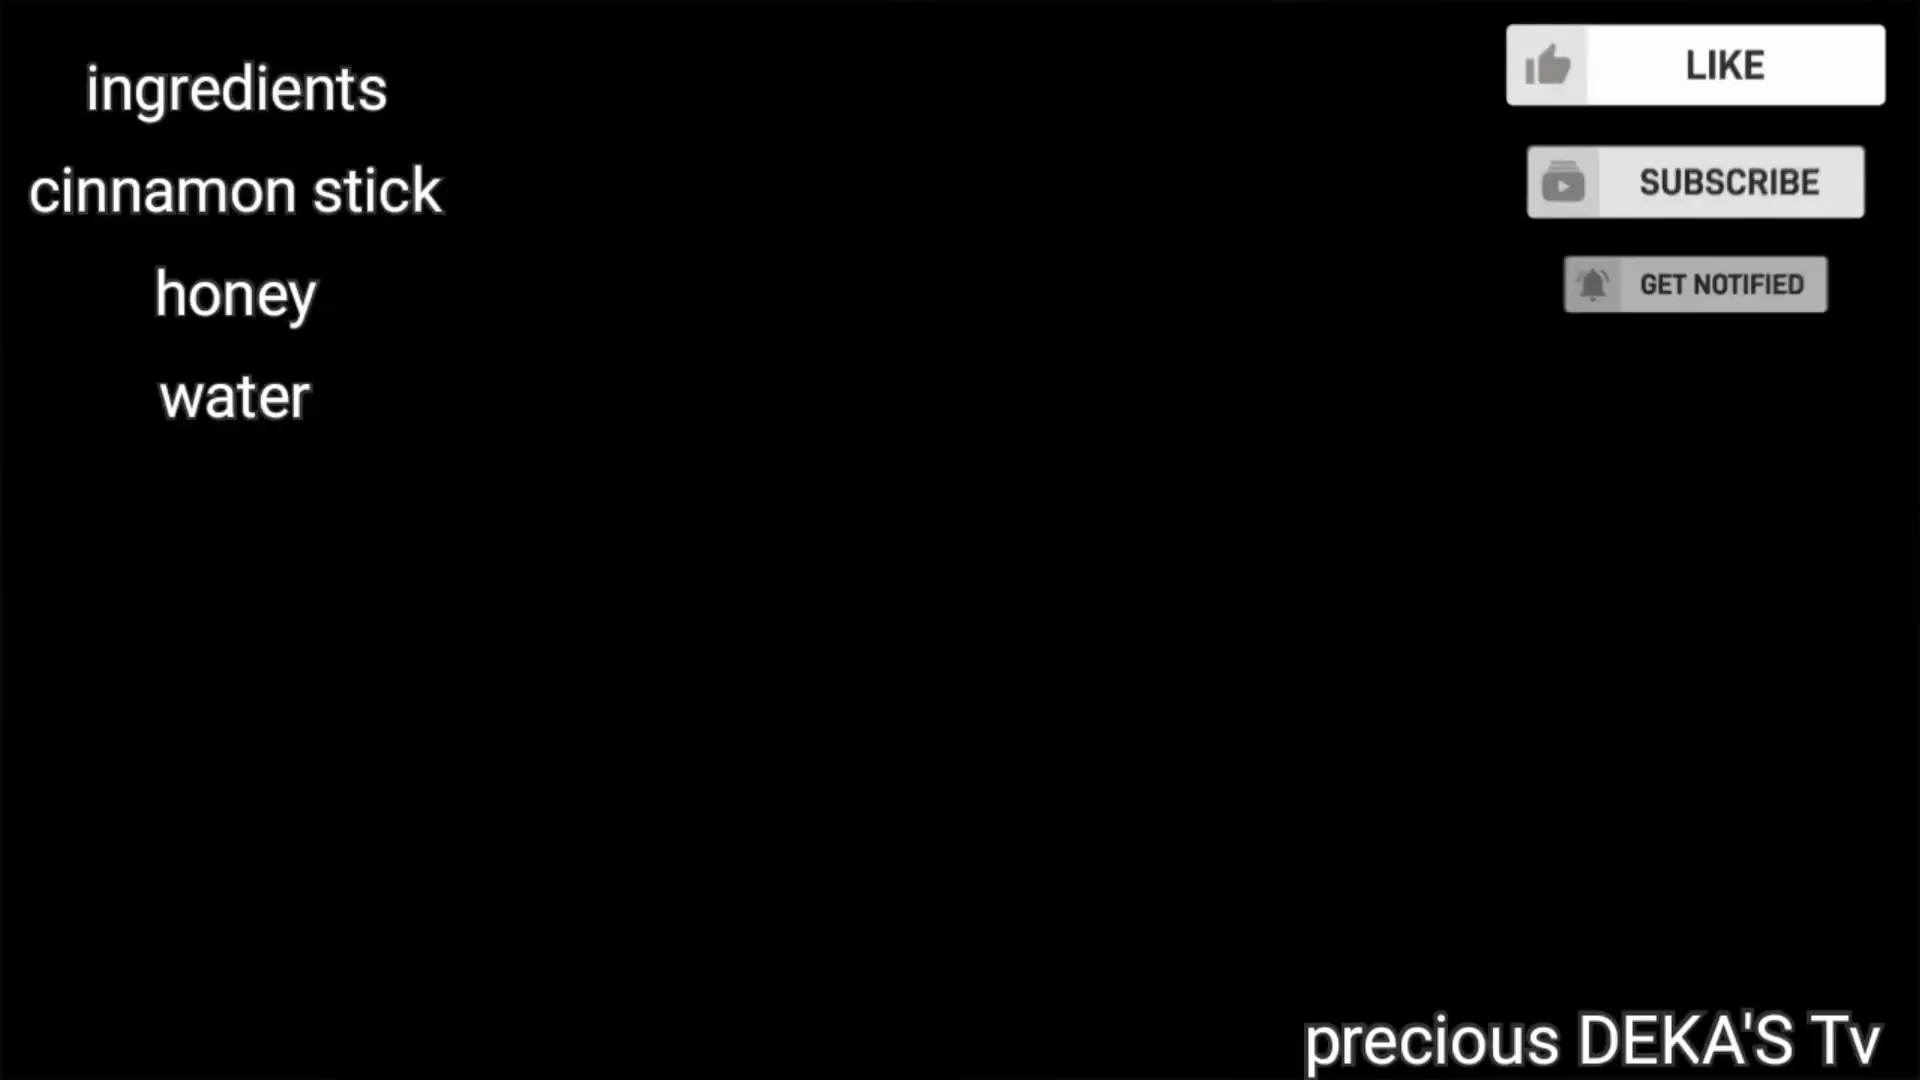 ingredients
cinnamon stick
honey
water
LIKE
SUBSCRIBE
GET NOTIFIED
precious DEKA'S Tv